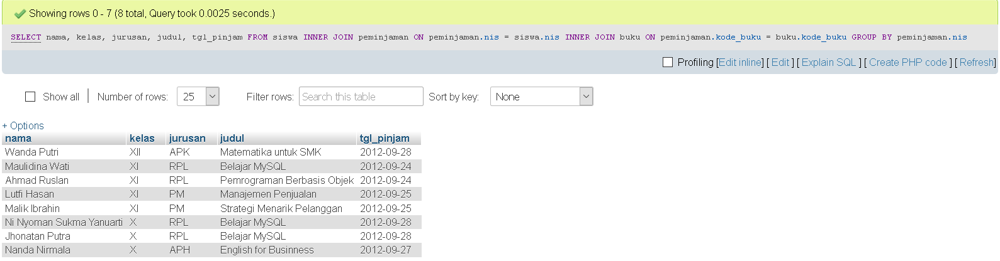 Showing rows 0 - 7 (8 total, Query took 0.0025 seconds.)
SELECT nama, kelas, jurusan, judul, tgl_pinjam FROM siswa INNER JOIN peminjaman ON peminjaman.nis = siswa.nis INNER JOIN buku ON peminjaman.kode_buku = buku.kode_buku GROUP BY peminjaman.nis
Profiling [Edit inline] [ Edit ] [ Explain SQL ] [ Create PHP code ] [ Refresh]
Show all | Number of rows: 25 Filter rows: Search this table Sort by key: None
+ Options
nama kelas jurusan judul tgl_pinjam
Wanda Putri XII APK Matematika untuk SMK 2012-09-28
Maulidina Wati XI RPL Belajar MySQL 2012-09-24
Ahmad Ruslan XI RPL Pemrograman Berbasis Objek 2012-09-24
Lutfi Hasan XI PM Manajemen Penjualan 2012-09-25
Malik Ibrahin XI PM Strategi Menarik Pelanggan 2012-09-25
Ni Nyoman Sukma Yanuarti X RPL Belajar MySQL 2012-09-28
Jhonatan Putra X RPL Belajar MySQL 2012-09-28
Nanda Nirmala X APH English for Businness 2012-09-27